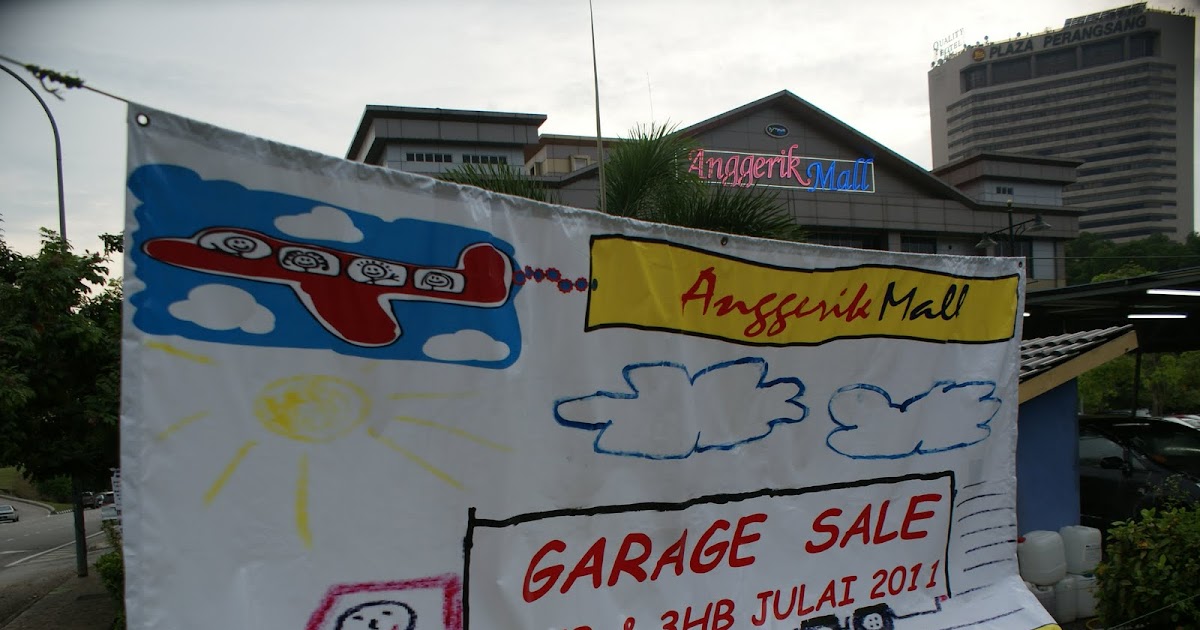 QUALITY
HOTEL
PLAZA PERANGSANG
Anggerik Mall
Anggerik Mall
GARAGE SALE
& 3HB JULAI 2011